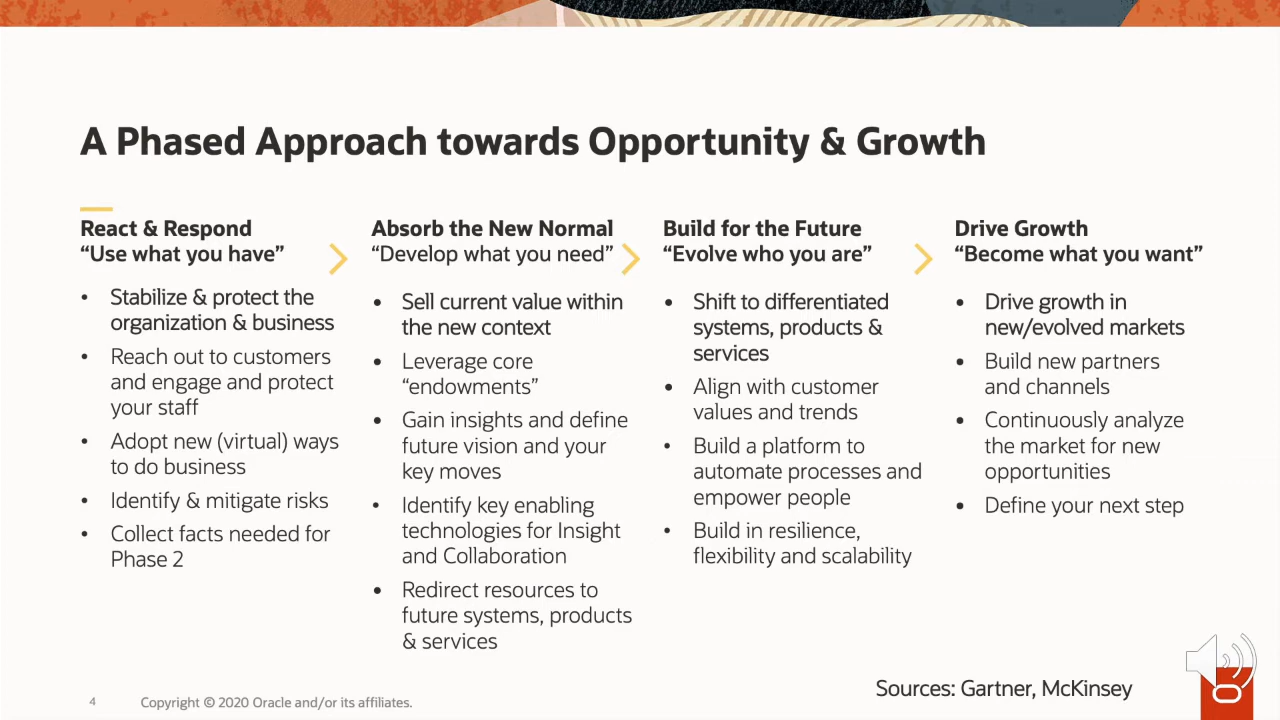 A Phased Approach towards Opportunity & Growth
React & Respond
“Use what you have”
• Stabilize & protect the
organization & business
• Reach out to customers
and engage and protect
your staff
• Adopt new (virtual) ways
to do business
• Identify & mitigate risks
• Collect facts needed for
Phase 2
Absorb the New Normal
“Develop what you need”
• Sell current value within
the new context
• Leverage core
“endowments”
• Gain insights and define
future vision and your
key moves
• Identify key enabling
technologies for Insight
and Collaboration
• Redirect resources to
future systems, products
& services
Build for the Future
“Evolve who you are”
• Shift to differentiated
systems, products &
services
• Align with customer
values and trends
• Build a platform to
automate processes and
empower people
• Build in resilience,
flexibility and scalability
Drive Growth
“Become what you want”
• Drive growth in
new/evolved markets
• Build new partners
and channels
• Continuously analyze
the market for new
opportunities
• Define your next step
Sources: Gartner, McKinsey
4 Copyright © 2020 Oracle and/or its affiliates.